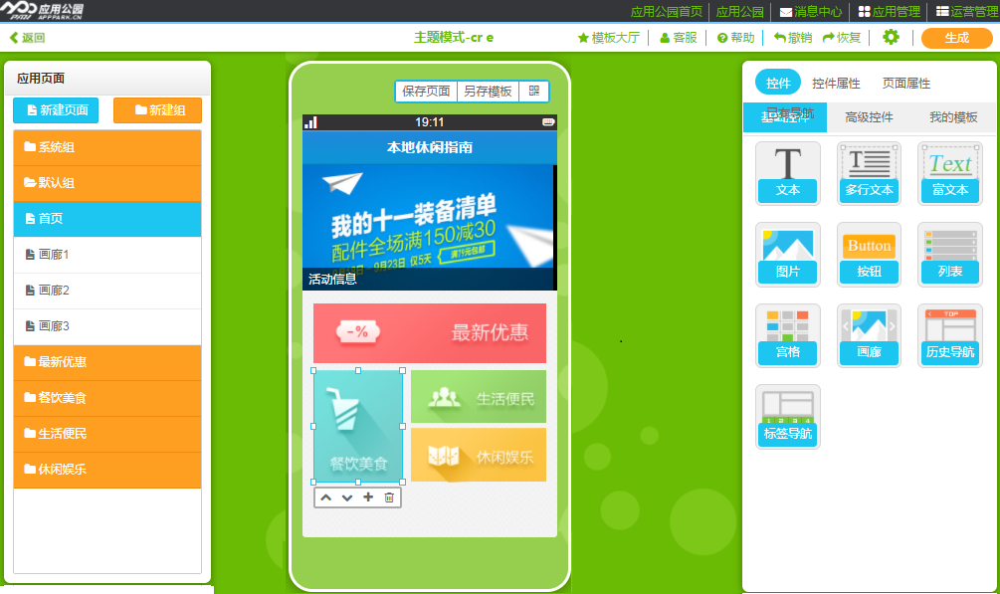 应用公园
APPPARK.CN
应用公园首页
应用公园
消息中心
应用管理
运营管理
返回
主题模式-cr e
模板大厅
客服
帮助
撤销
恢复
生成
应用页面
新建页面
新建组
系统组
默认组
首页
画廊1
画廊2
画廊3
最新优惠
餐饮美食
生活便民
休闲娱乐
保存页面
另存模板
19:11
本地休闲指南
我的十一装备清单
配件全场满150减30
9月23日 仅5天
满79元包邮
活动信息
-%
最新优惠
餐饮美食
生活便民
休闲娱乐
控件
控件属性
页面属性
已有导航
基础控件
高级控件
我的模板
T
文本
T
多行文本
Text
富文本
图片
Button
按钮
列表
宫格
画廊
TOP
历史导航
1 2 3 4
标签导航